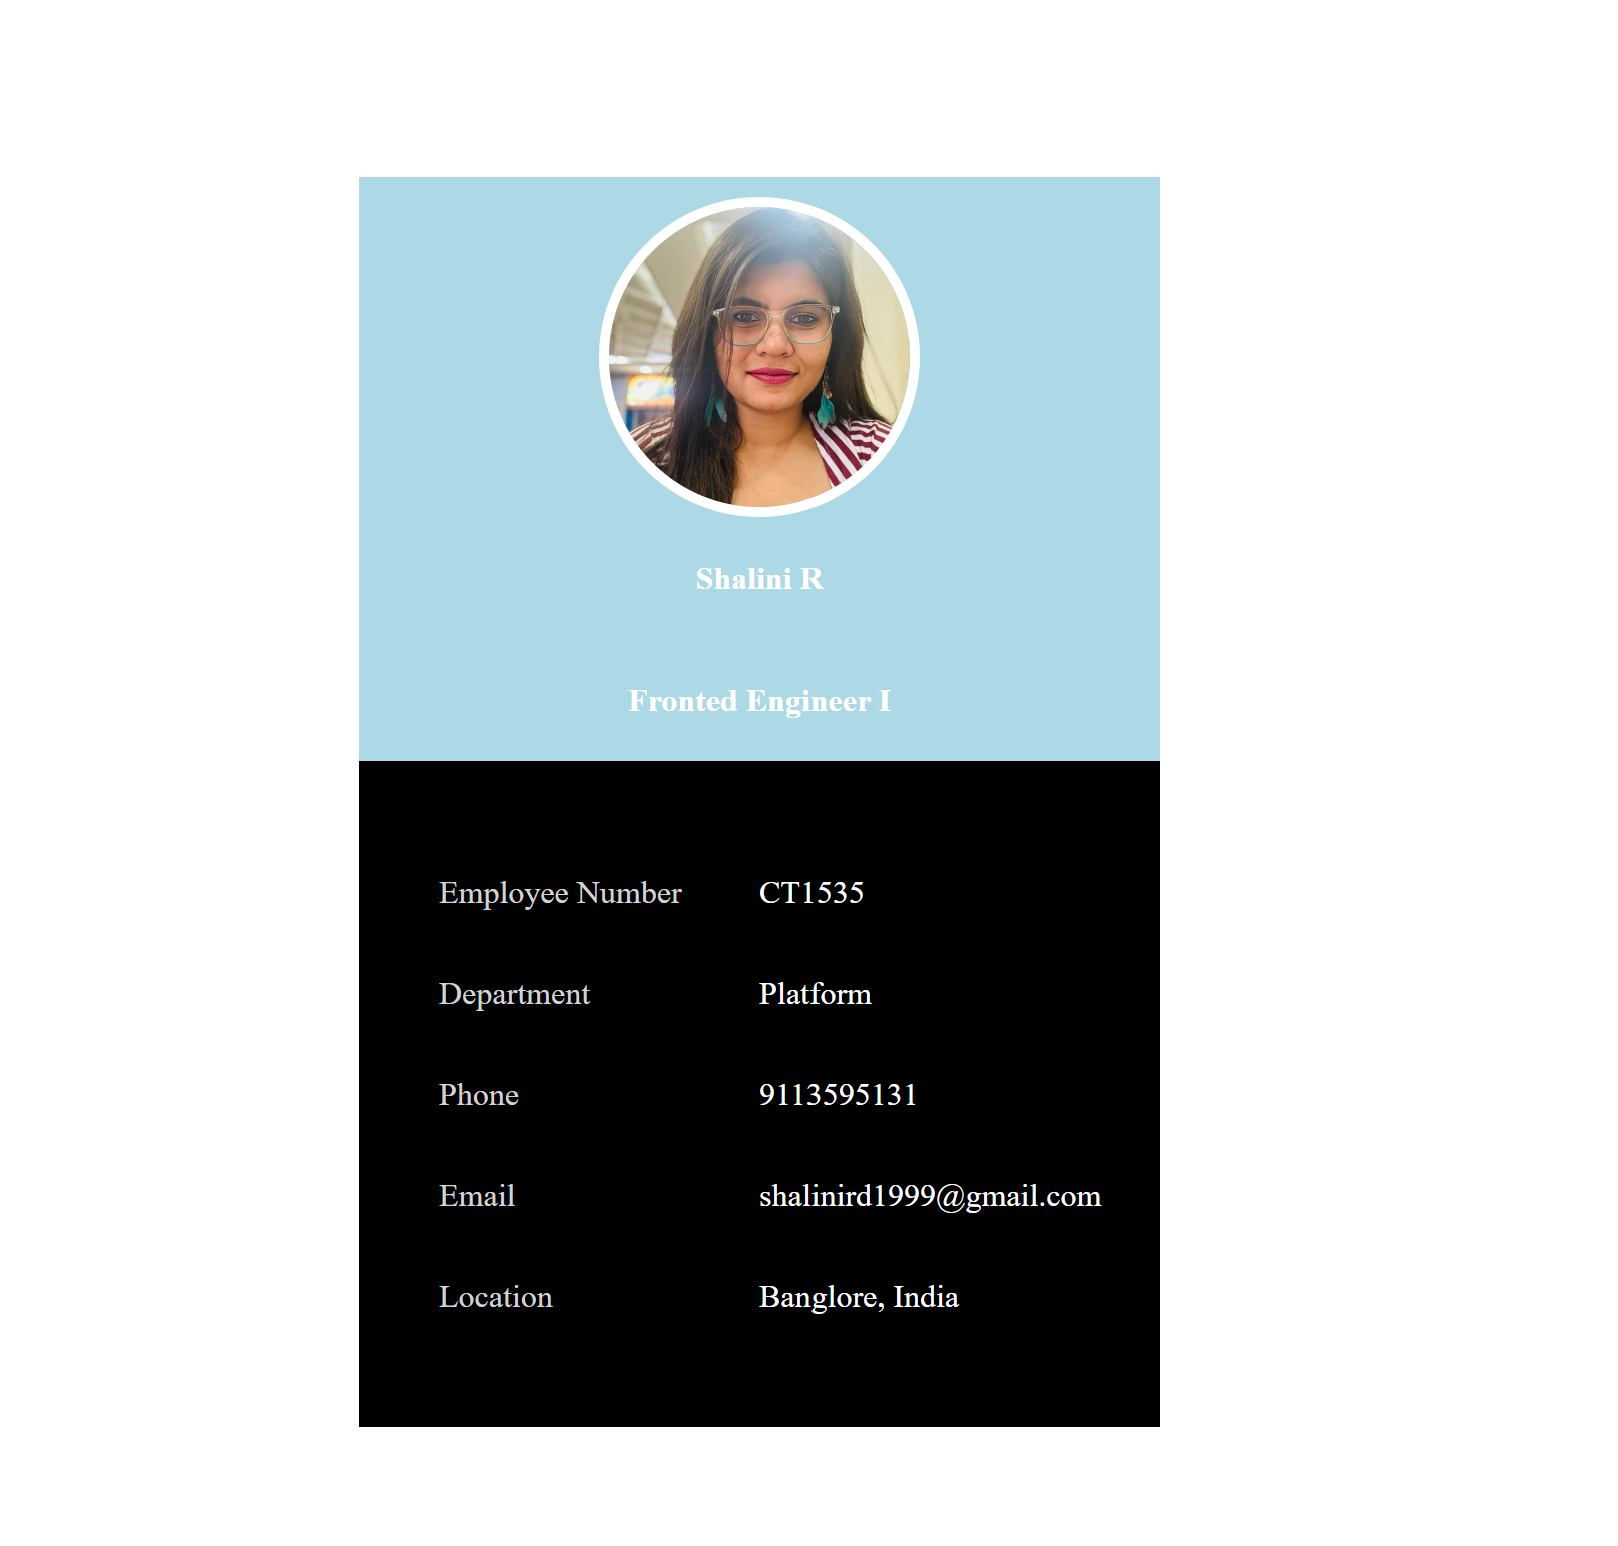 Shalini R
Fronted Engineer I
Employee Number CT1535
Department Platform
Phone 9113595131
Email shalinird1999@gmail.com
Location Banglore, India